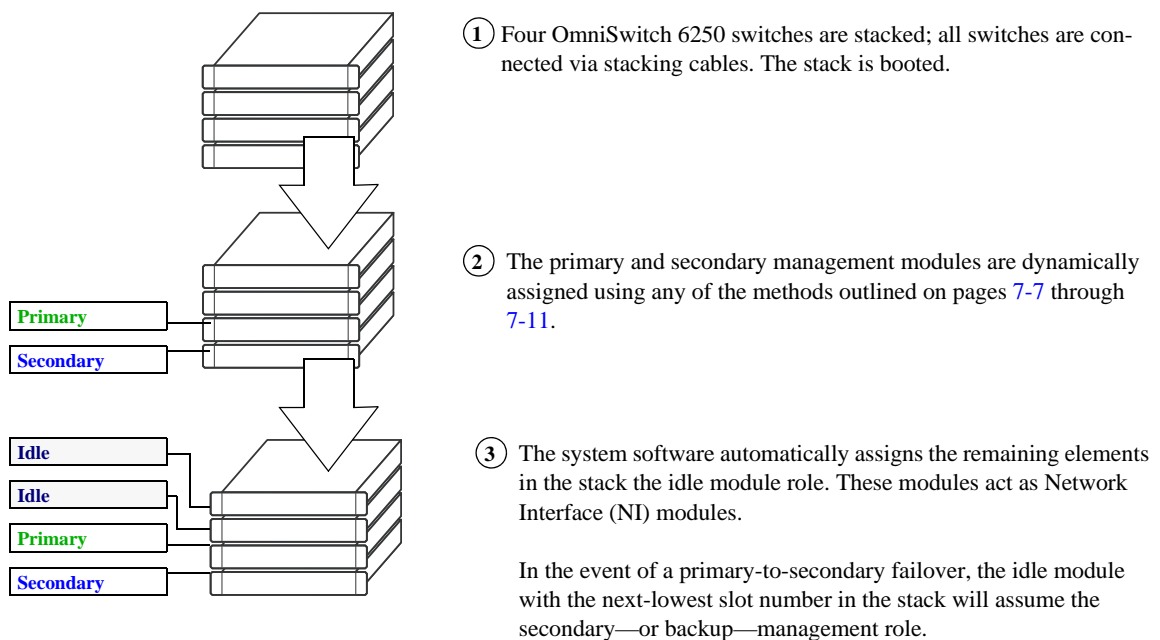 1 Four OmniSwitch 6250 switches are stacked; all switches are con-
nected via stacking cables. The stack is booted.
2 The primary and secondary management modules are dynamically
assigned using any of the methods outlined on pages 7-7 through
7-11.
Primary
Secondary
Idle
Idle
Primary
Secondary
3 The system software automatically assigns the remaining elements
in the stack the idle module role. These modules act as Network
Interface (NI) modules.
In the event of a primary-to-secondary failover, the idle module
with the next-lowest slot number in the stack will assume the
secondary—or backup—management role.